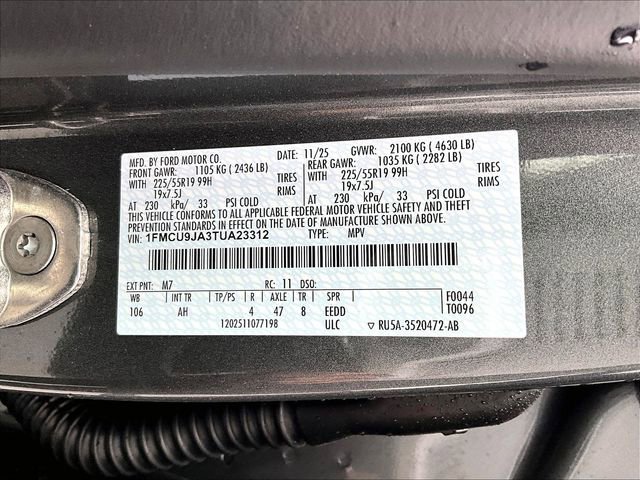 MFD. BY FORD MOTOR CO. DATE: 11/25 GVWR: 2100 KG ( 4630 LB)
FRONT GAWR: 1105 KG ( 2436 LB) REAR GAWR: 1035 KG ( 2282 LB)
WITH 225/55R19 99H TIRES WITH 225/55R19 99H TIRES
19x7.5J RIMS 19x7.5J RIMS
AT 230 kPa/ 33 PSI COLD AT 230 kPa/ 33 PSI COLD
THIS VEHICLE CONFORMS TO ALL APPLICABLE FEDERAL MOTOR VEHICLE SAFETY AND THEFT
PREVENTION STANDARDS IN EFFECT ON THE DATE OF MANUFACTURE SHOWN ABOVE.
VIN: 1FMCU9JA3TUA23312 TYPE: MPV
EXT PNT: M7 RC: 11 DSO:
WB INT TR TP/PS R AXLE TR SPR F0044
106 AH 4 47 8 EEDD T0096
1202511077198 ULC RU5A-3520472-AB